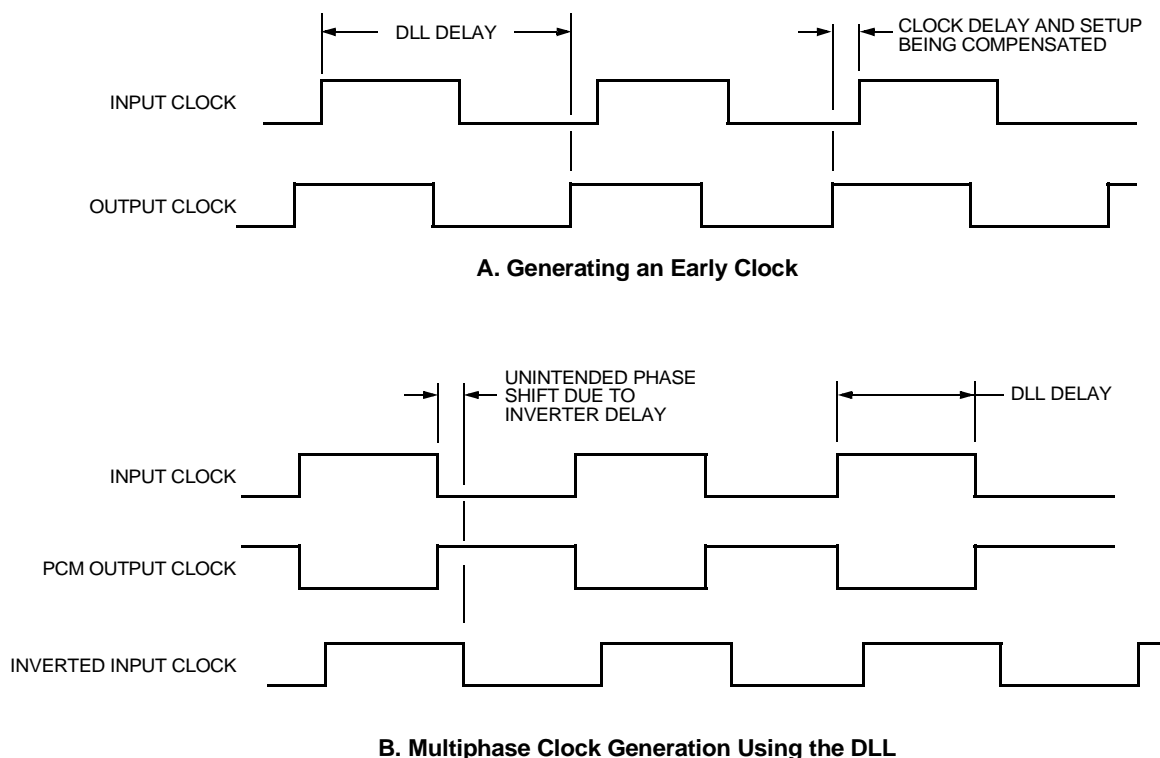 DLL DELAY
CLOCK DELAY AND SETUP
BEING COMPENSATED
INPUT CLOCK
OUTPUT CLOCK
A. Generating an Early Clock
UNINTENDED PHASE
SHIFT DUE TO
INVERTER DELAY
DLL DELAY
INPUT CLOCK
PCM OUTPUT CLOCK
INVERTED INPUT CLOCK
B. Multiphase Clock Generation Using the DLL